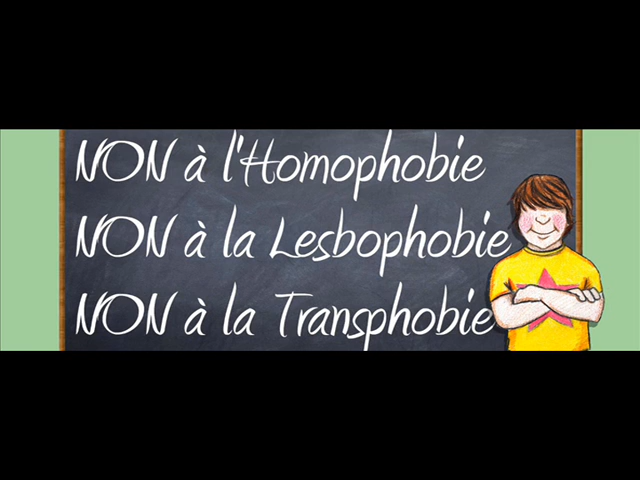 NON à l'Homophobie
NON à la Lesbophobie
NON à la Transphobie